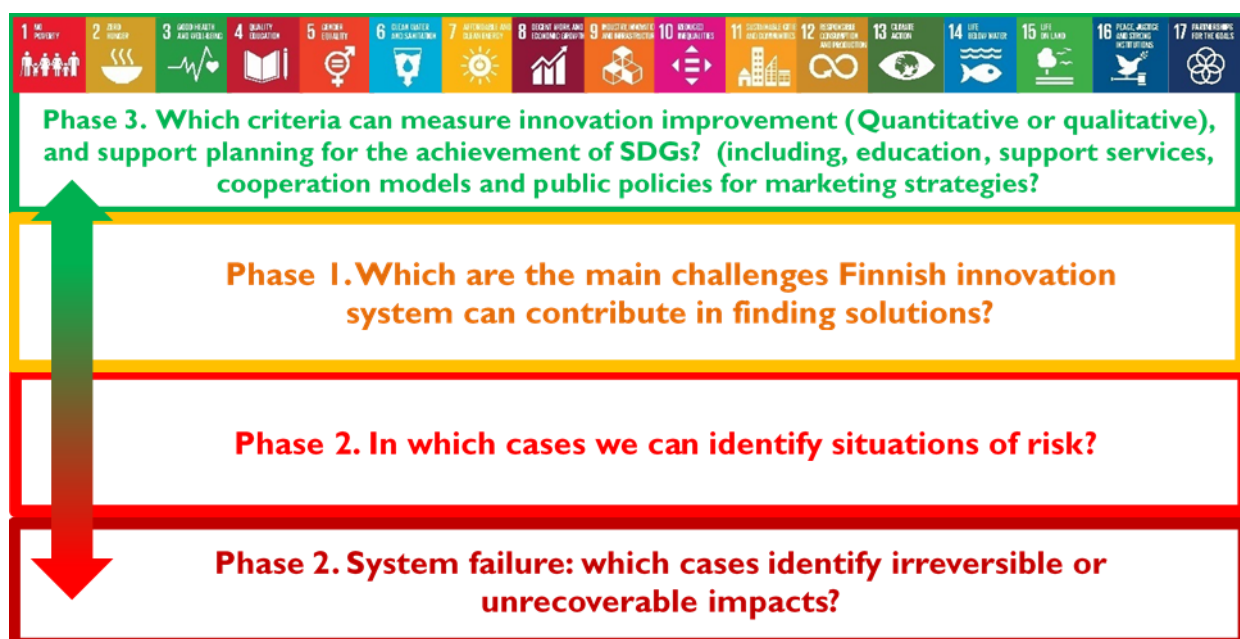 1 NO POVERTY
2 ZERO HUNGER
3 GOOD HEALTH AND WELL-BEING
4 QUALITY EDUCATION
5 GENDER EQUALITY
6 CLEAN WATER AND SANITATION
7 AFFORDABLE AND CLEAN ENERGY
8 DECENT WORK AND ECONOMIC GROWTH
9 INDUSTRY, INNOVATION AND INFRASTRUCTURE
10 REDUCED INEQUALITIES
11 SUSTAINABLE CITIES AND COMMUNITIES
12 RESPONSIBLE CONSUMPTION AND PRODUCTION
13 CLIMATE ACTION
14 LIFE BELOW WATER
15 LIFE ON LAND
16 PEACE, JUSTICE AND STRONG INSTITUTIONS
17 PARTNERSHIPS FOR THE GOALS
Phase 3. Which criteria can measure innovation improvement (Quantitative or qualitative),
and support planning for the achievement of SDGs? (including, education, support services,
cooperation models and public policies for marketing strategies?
Phase 1. Which are the main challenges Finnish innovation
system can contribute in finding solutions?
Phase 2. In which cases we can identify situations of risk?
Phase 2. System failure: which cases identify irreversible or
unrecoverable impacts?